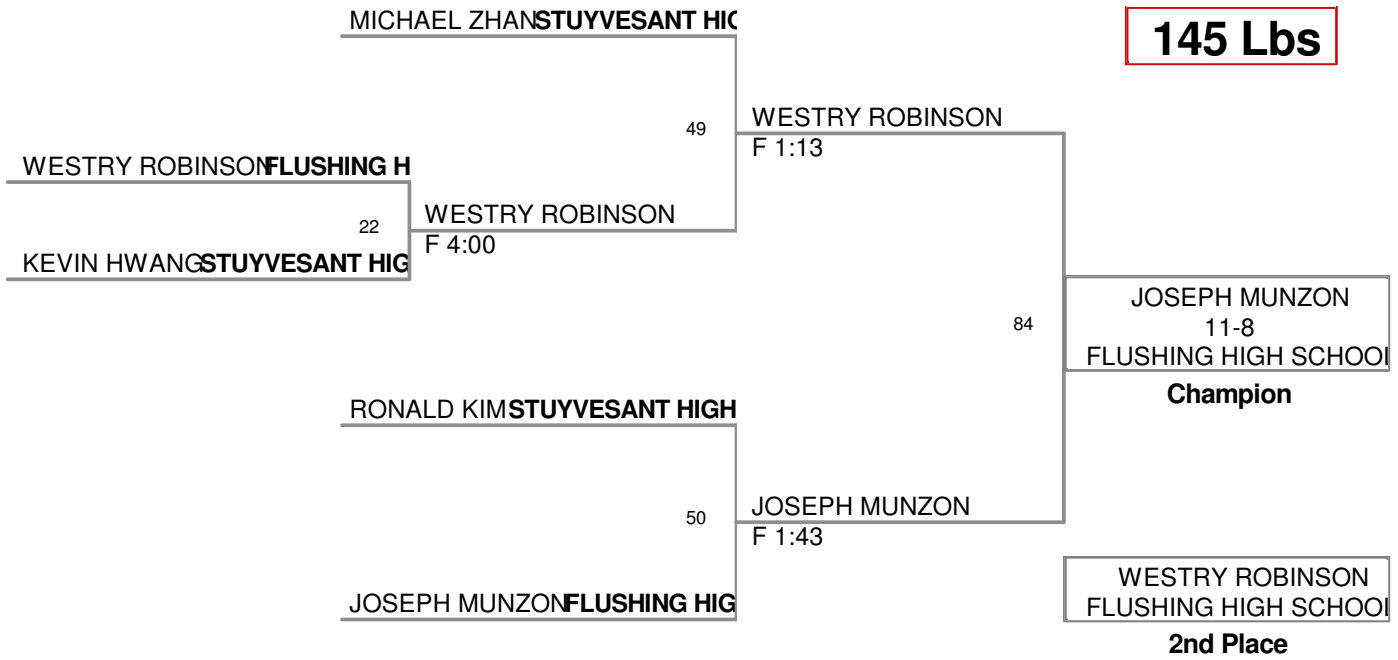 MICHAEL ZHAN STUYVESANT HIG
145 Lbs
49
WESTRY ROBINSON
F 1:13
WESTRY ROBINSON FLUSHING H
22
WESTRY ROBINSON
F 4:00
KEVIN HWANG STUYVESANT HIG
84
JOSEPH MUNZON
11-8
FLUSHING HIGH SCHOOL
Champion
RONALD KIM STUYVESANT HIGH
50
JOSEPH MUNZON
F 1:43
JOSEPH MUNZON FLUSHING HIG
WESTRY ROBINSON
FLUSHING HIGH SCHOOL
2nd Place